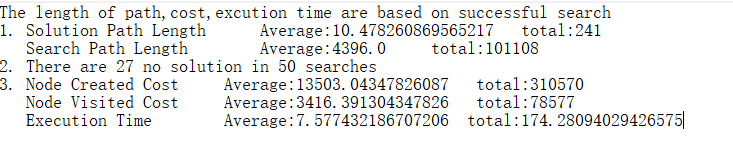 The length of path,cost,excution time are based on successful search
1. Solution Path Length Average:10.478260869565217 total:241
Search Path Length Average:4396.0 total:101108
2. There are 27 no solution in 50 searches
3. Node Created Cost Average:13503.04347826087 total:310570
Node Visited Cost Average:3416.391304347826 total:78577
Execution Time Average:7.577432186707206 total:174.28094029426575